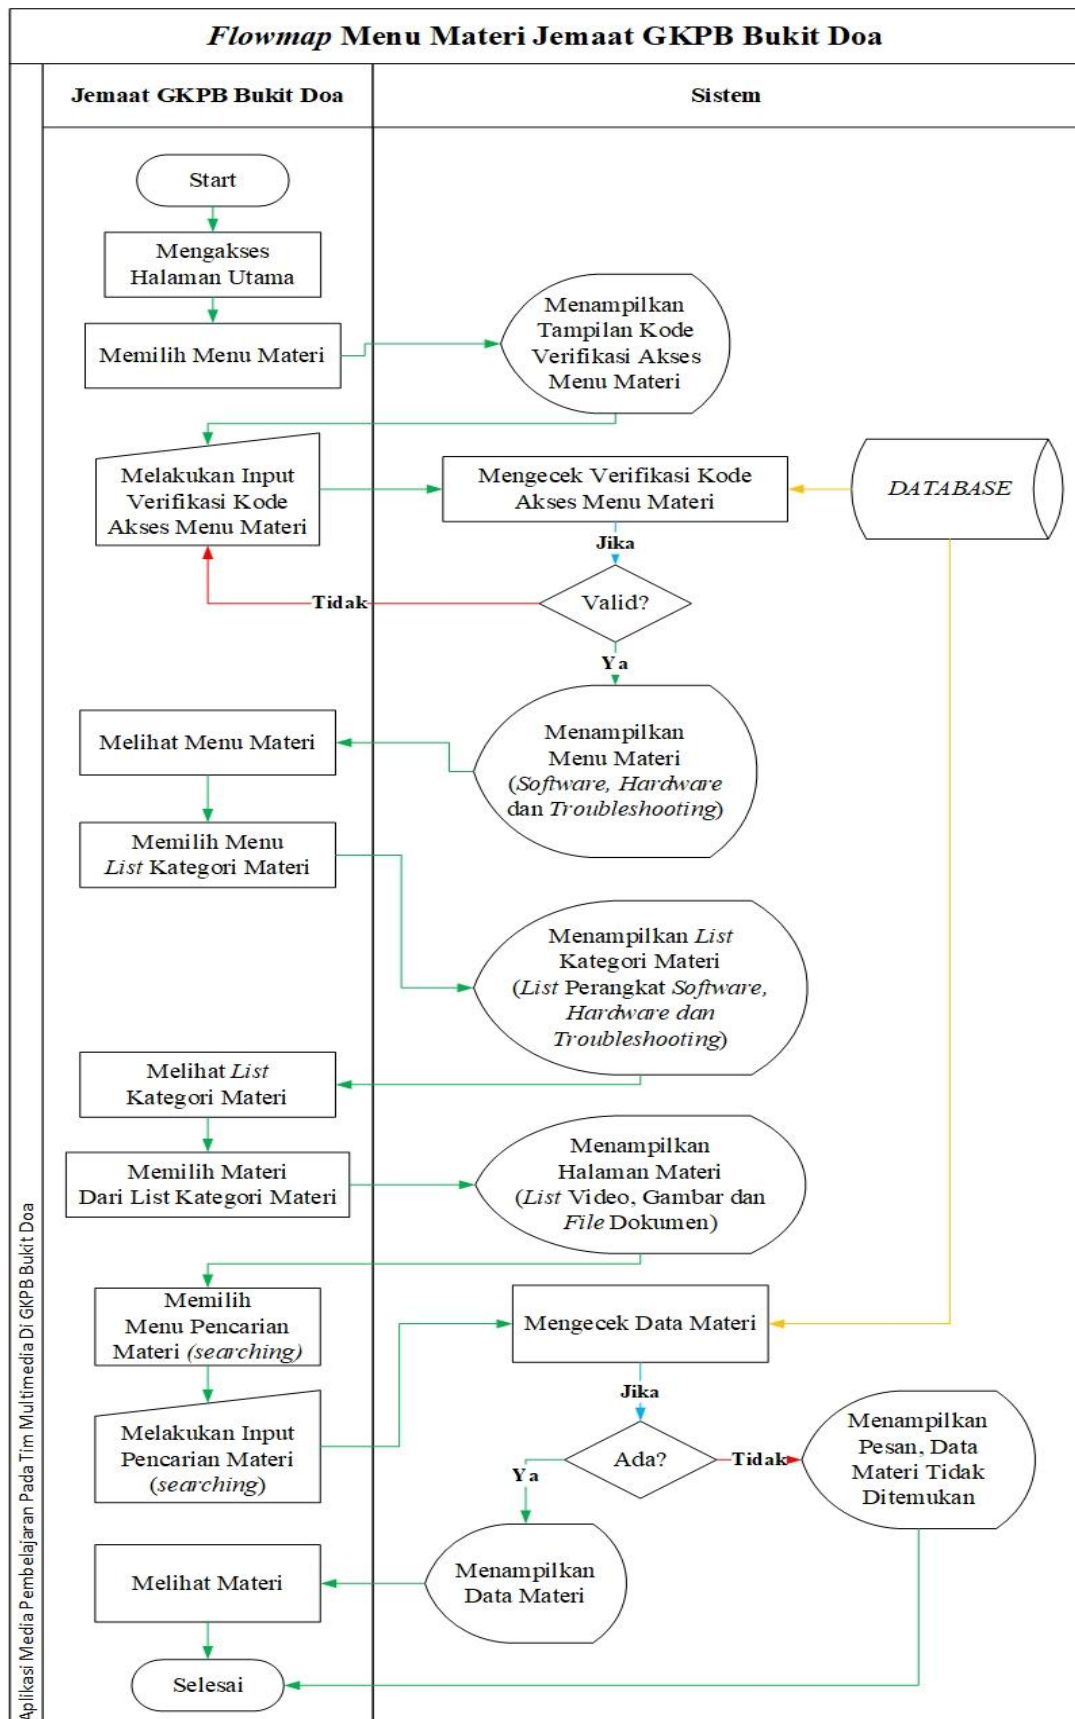 Flowmap Menu Materi Jemaat GKPB Bukit Doa
Jemaat GKPB Bukit Doa
Sistem
Start
Mengakses
Halaman Utama
Memilih Menu Materi
Menampilkan
Tampilan Kode
Verifikasi Akses
Menu Materi
Melakukan Input
Verifikasi Kode
Akses Menu Materi
Mengecek Verifikasi Kode
Akses Menu Materi
DATABASE
Jika
Valid?
Tidak
Ya
Menampilkan
Menu Materi
(Software, Hardware
dan Troubleshooting)
Melihat Menu Materi
Memilih Menu
List Kategori Materi
Menampilkan List
Kategori Materi
(List Perangkat Software,
Hardware dan
Troubleshooting)
Melihat List
Kategori Materi
Memilih Materi
Dari List Kategori Materi
Menampilkan
Halaman Materi
(List Video, Gambar dan
File Dokumen)
Memilih
Menu Pencarian
Materi (searching)
Melakukan Input
Pencarian Materi
(searching)
Mengecek Data Materi
Jika
Ada?
Tidak
Menampilkan
Pesan, Data
Materi Tidak
Ditemukan
Ya
Menampilkan
Data Materi
Melihat Materi
Selesai
Aplikasi Media Pembelajaran Pada Tim Multimedia Di GKPB Bukit Doa